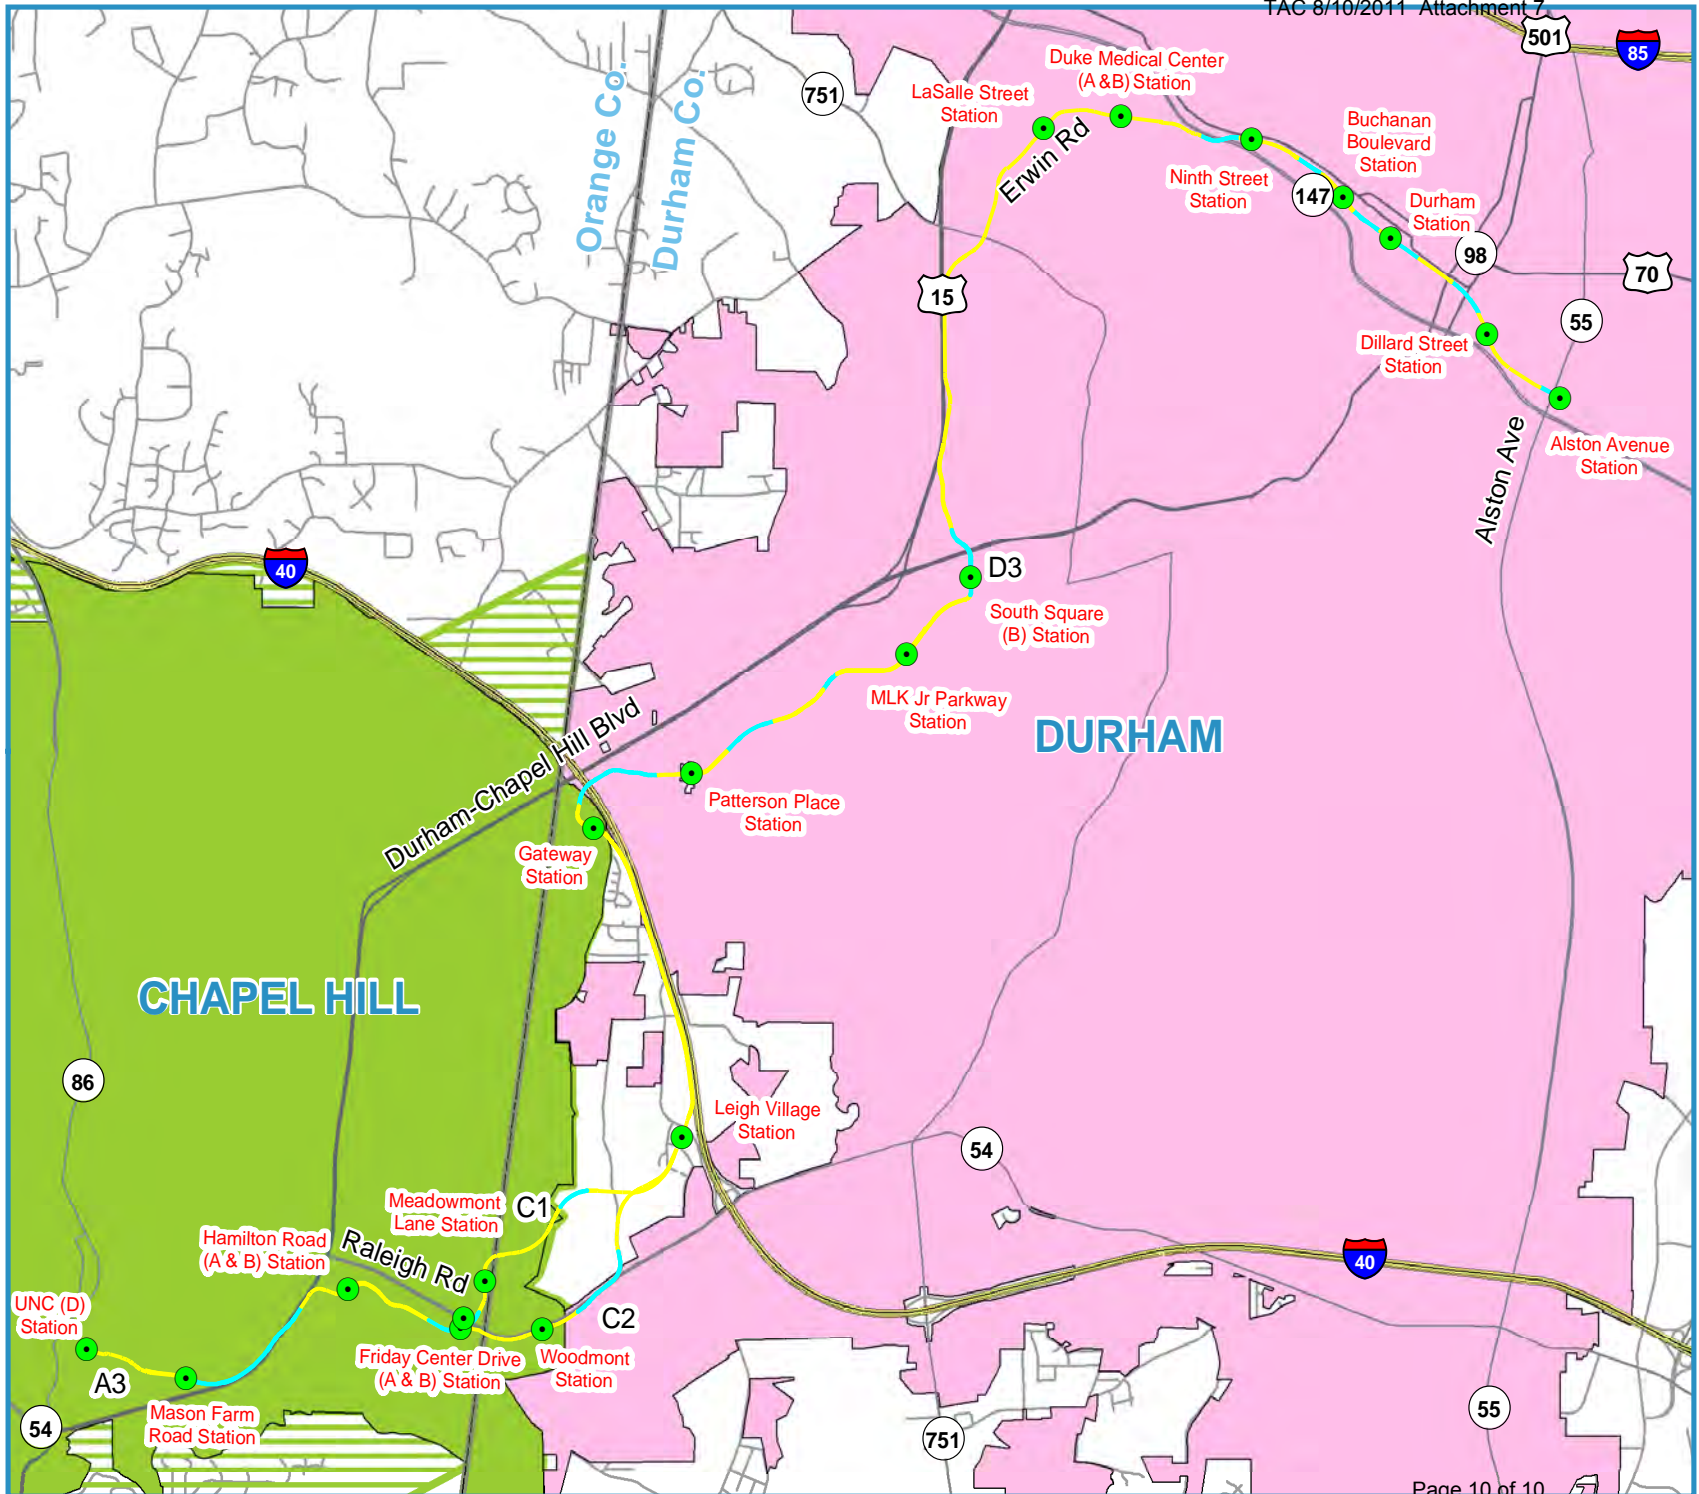 TAC 8/10/2011 Attachment 7
501
85
Duke Medical Center
(A &B) Station
751
LaSalle Street
Station
Orange Co.
Durham Co.
Buchanan
Boulevard
Station
Erwin Rd
Ninth Street
Station
147
Durham
Station
98
70
15
55
Dillard Street
Station
Alston Ave
Alston Avenue
Station
40
D3
South Square
(B) Station
MLK Jr Parkway
Station
DURHAM
Durham-Chapel Hill Blvd
Patterson Place
Station
Gateway
Station
CHAPEL HILL
86
Leigh Village
Station
54
Meadowmont
Lane Station
C1
Hamilton Road
(A & B) Station
Raleigh Rd
40
UNC (D)
Station
C2
A3
Friday Center Drive
(A & B) Station
Woodmont
Station
Mason Farm
Road Station
54
55
751
Page 10 of 10